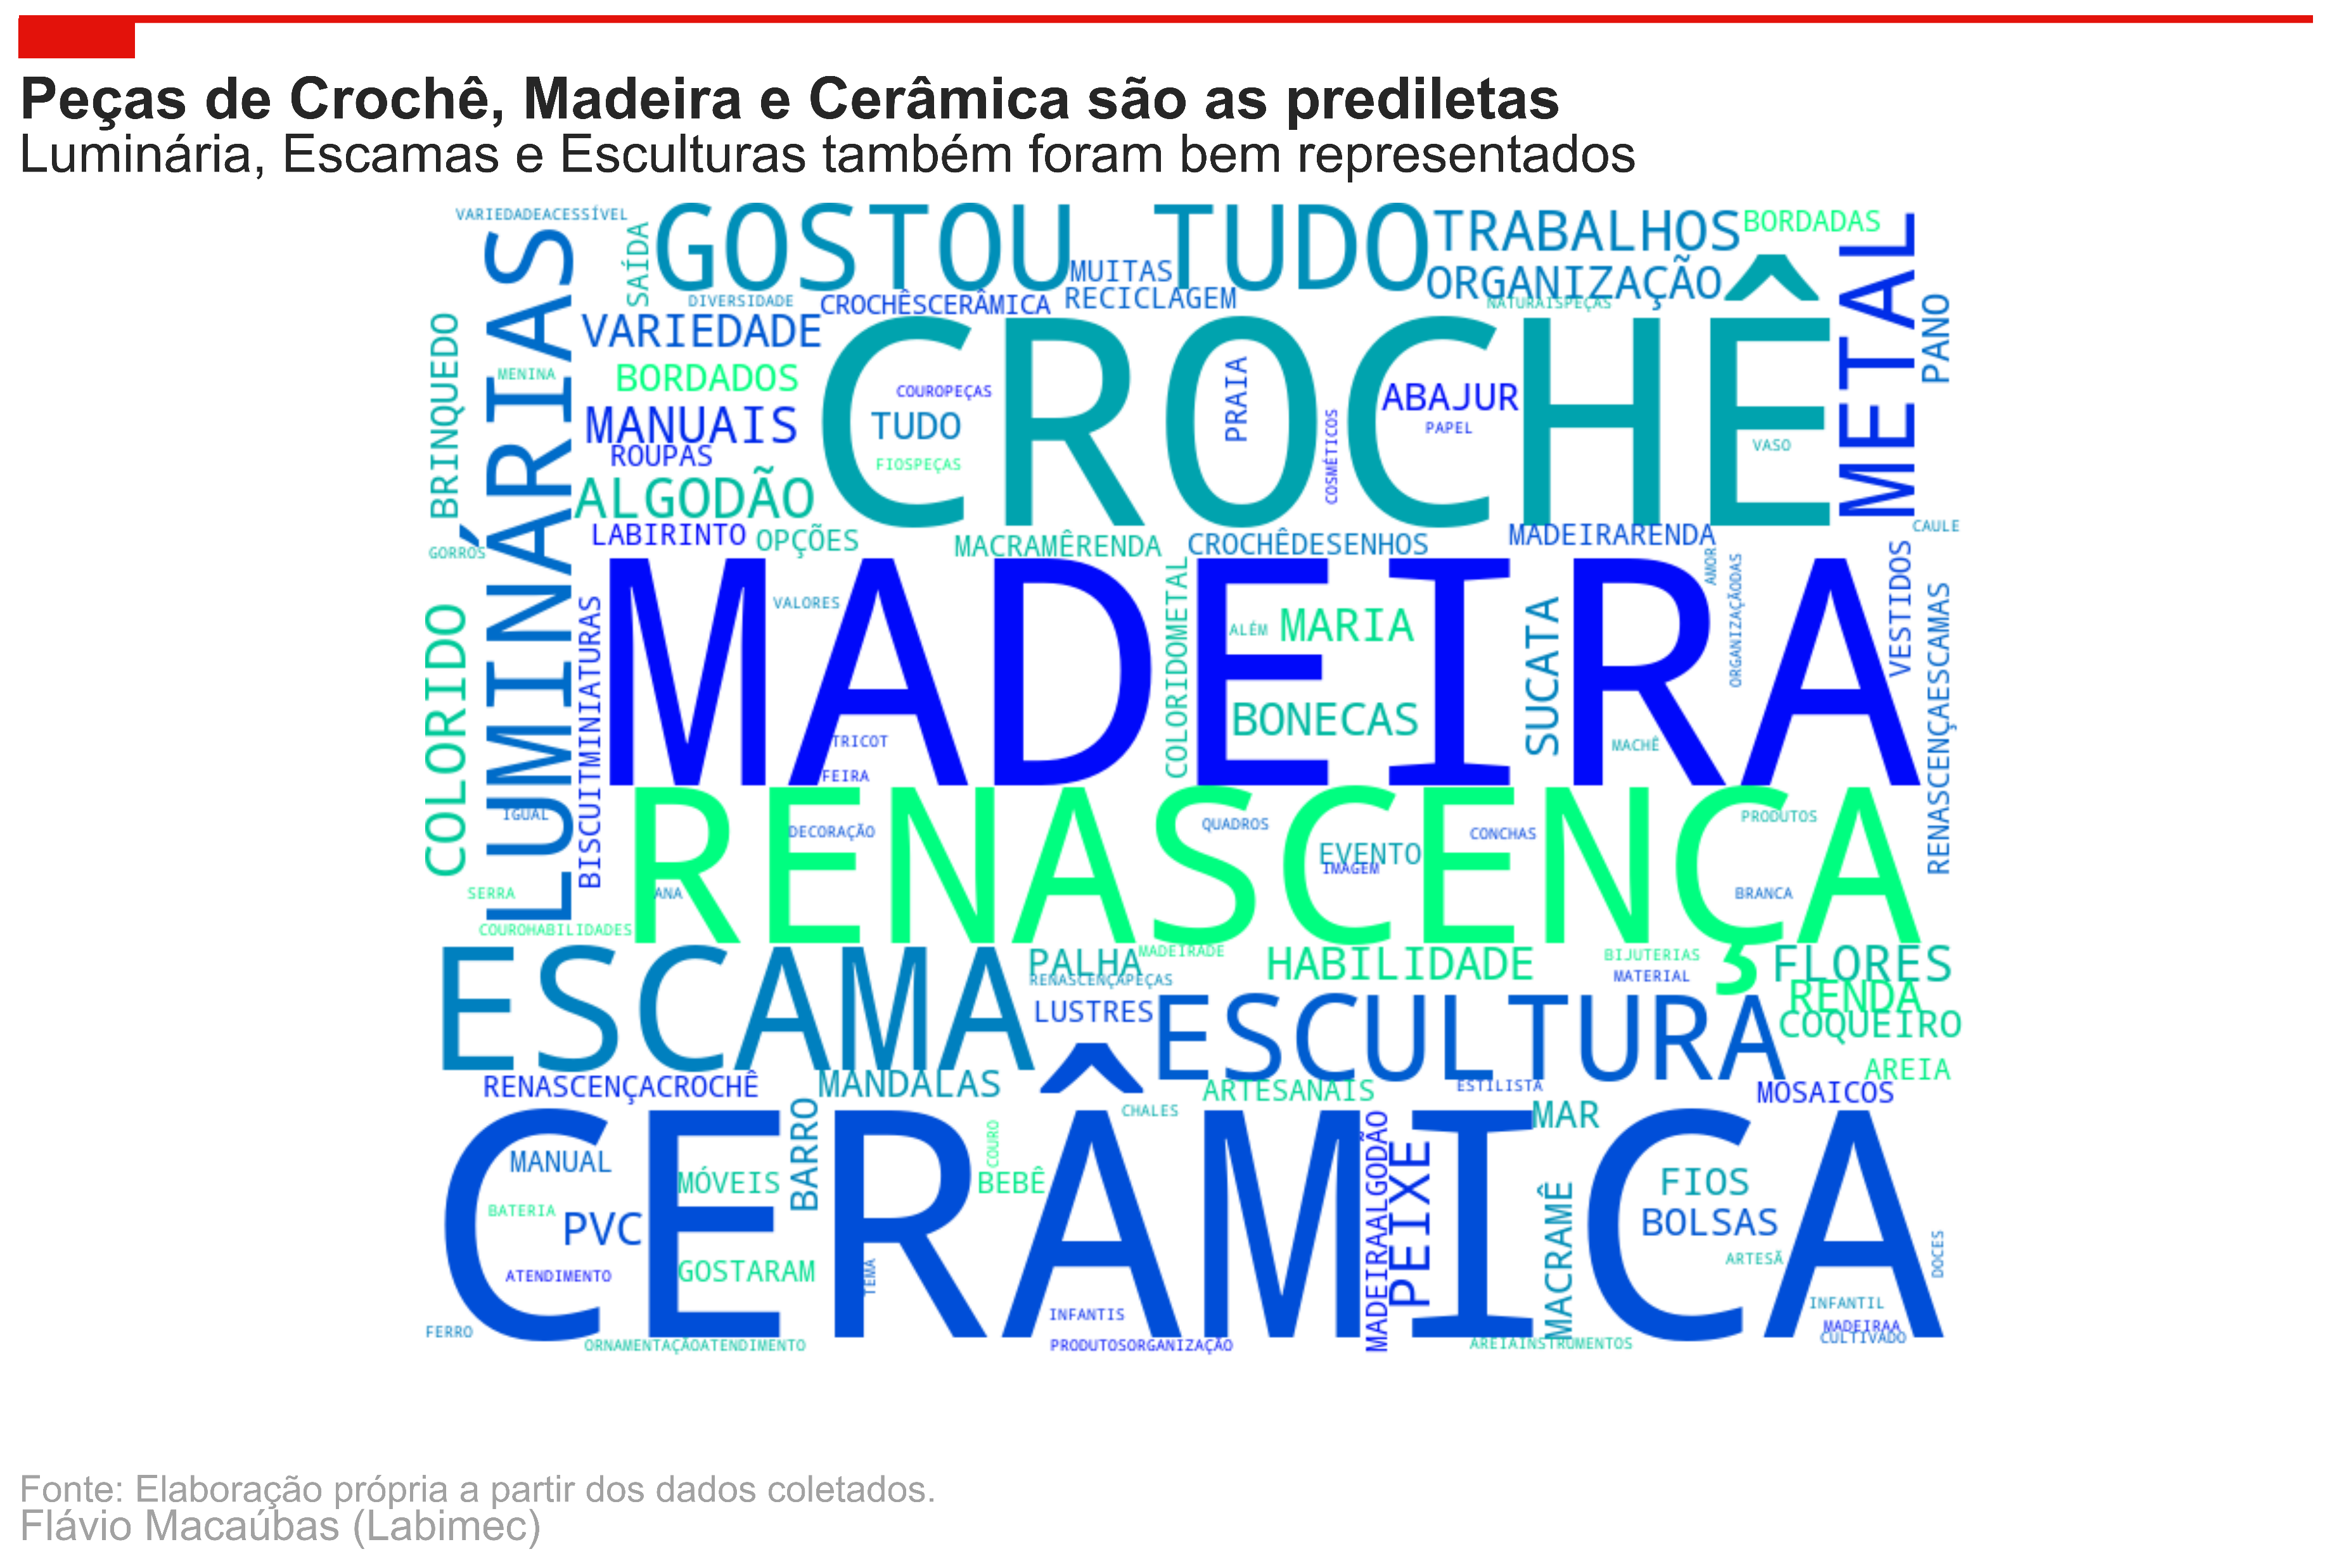 Peças de Crochê, Madeira e Cerâmica são as prediletas
Luminária, Escamas e Esculturas também foram bem representados
VARIEDADEACESSÍVEL
SAÍDA
GOSTOU TUDO
TRABALHOS
BORDADAS
MUITAS
ORGANIZAÇÃO
METAL
DIVERSIDADE
CROCHÊSCERÂMICA
RECICLAGEM
NATURAISPEÇAS
PANO
LUMINÁRIAS
BRINQUEDO
VARIEDADE
CROCHÊ
MENINA
BORDADOS
COUROPEÇAS
PRAIA
ABAJUR
MANUAIS
TUDO
PAPEL
COSMÉTICOS
VASO
ROUPAS
FIOSPEÇAS
ALGODÃO
LABIRINTO
OPÇÕES
MACRAMÊRENDA
CROCHÊDESENHOS
MADEIRARENDA
CAULE
GORROS
AMOR
ORGANIZAÇÃODAS
VESTIDOS
COLORIDO
BISCUITMINIATURAS
MADEIRA
VALORES
COLORIDOMETAL
ALÉM
MARIA
SUCATA
RENASCENÇAESCAMAS
BONECAS
TRICOT
MACHÊ
FEIRA
RENASCENÇA
IGUAL
DECORAÇÃO
QUADROS
CONCHAS
PRODUTOS
EVENTO
IMAGEM
SERRA
ANA
BRANCA
COUROHABILIDADES
ESCAMA
PALHA
MADEIRADE
HABILIDADE
BIJUTERIAS
FLORES
RENASCENÇAPEÇAS
MATERIAL
RENDA
LUSTRES
ESCULTURA
COQUEIRO
AREIA
RENASCENÇACROCHÊ
MANDALAS
ARTESANAIS
ESTILISTA
MOSAICOS
CERÂMICA
CHALES
MAR
BARRO
COURO
MADEIRAALGODÃO
PEIXE
MANUAL
MÓVEIS
BEBÊ
MACRAMÊ
FIOS
BATERIA
PVC
BOLSAS
ARTESÃ
DOCES
ATENDIMENTO
GOSTARAM
TEMA
INFANTIS
INFANTIL
FERRO
MADEIRAA
CULTIVADO
ORNAMENTAÇÃOATENDIMENTO
PRODUTOSORGANIZAÇÃO
AREIAINSTRUMENTOS
Fonte: Elaboração própria a partir dos dados coletados.
Flávio Macaúbas (Labimec)